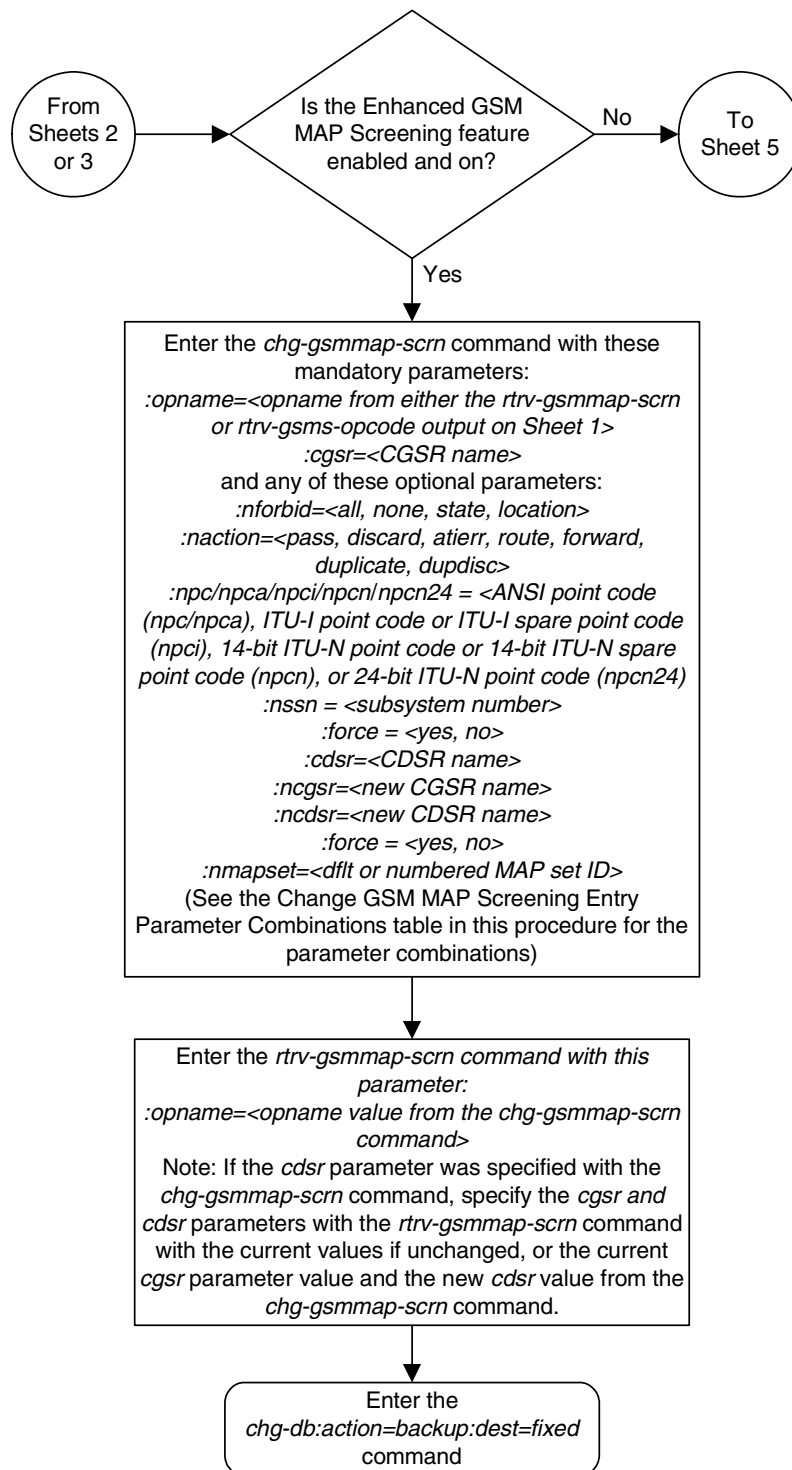 From
Sheets 2
or 3
Is the Enhanced GSM
MAP Screening feature
enabled and on?
No
To
Sheet 5
Yes
Enter the chg-gsmmap-scrn command with these
mandatory parameters:
:opname=<opname from either the rtrv-gsmmap-scrn
or rtrv-gsms-opcode output on Sheet 1>
:cgsr=<CGSR name>
and any of these optional parameters:
:nforbid=<all, none, state, location>
:naction=<pass, discard, atierr, route, forward,
duplicate, dupdisc>
:npc/npca/npci/npcn/npcn24 = <ANSI point code
(npc/npca), ITU-I point code or ITU-I spare point code
(npci), 14-bit ITU-N point code or 14-bit ITU-N spare
point code (npcn), or 24-bit ITU-N point code (npcn24)
:nssn = <subsystem number>
:force = <yes, no>
:cdsr=<CDSR name>
:ncgsr=<new CGSR name>
:ncdsr=<new CDSR name>
:force = <yes, no>
:nmapset=<dflt or numbered MAP set ID>
(See the Change GSM MAP Screening Entry
Parameter Combinations table in this procedure for the
parameter combinations)
Enter the rtrv-gsmmap-scrn command with this
parameter:
:opname=<opname value from the chg-gsmmap-scrn
command>
Note: If the cdsr parameter was specified with the
chg-gsmmap-scrn command, specify the cgsr and
cdsr parameters with the rtrv-gsmmap-scrn command
with the current values if unchanged, or the current
cgsr parameter value and the new cdsr value from the
chg-gsmmap-scrn command.
Enter the
chg-db:action=backup:dest=fixed
command